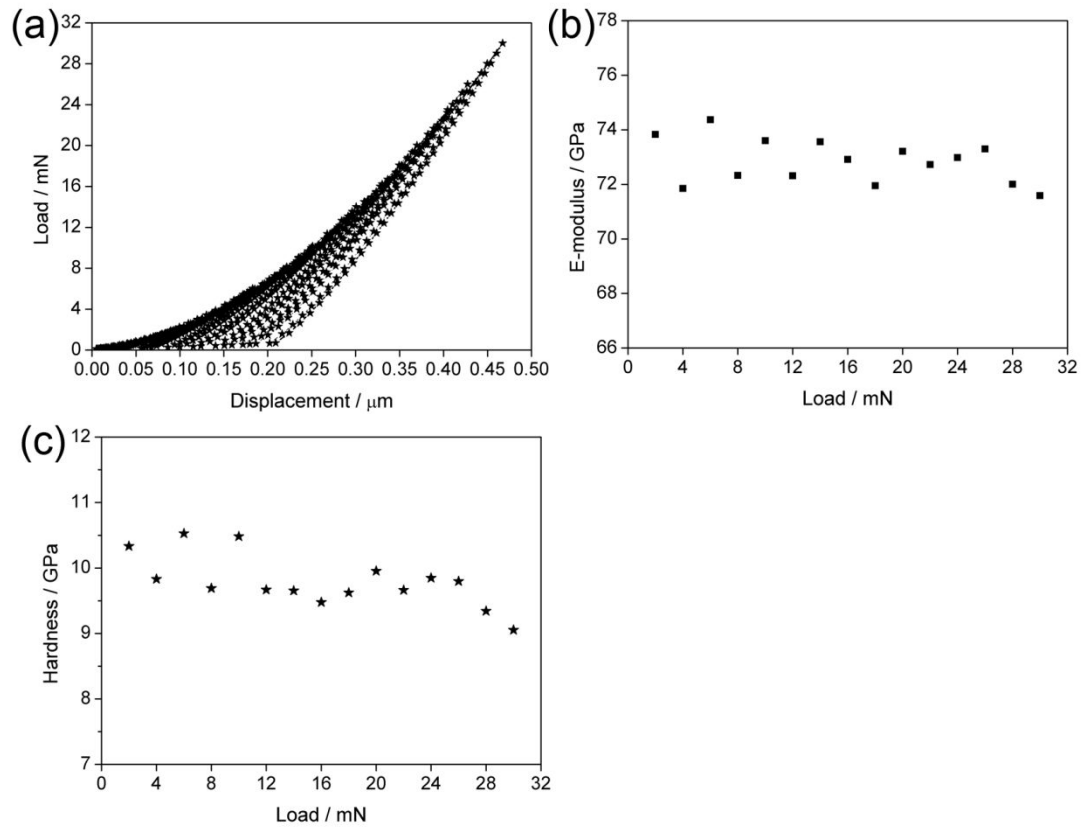 (a)
32
28
24
20
16
12
8
4
0
Load / mN
0.00 0.05 0.10 0.15 0.20 0.25 0.30 0.35 0.40 0.45 0.50
Displacement / μm
(b)
78
76
74
72
70
68
66
E-modulus / GPa
0 4 8 12 16 20 24 28 32
Load / mN
(c)
12
11
10
9
8
7
Hardness / GPa
0 4 8 12 16 20 24 28 32
Load / mN